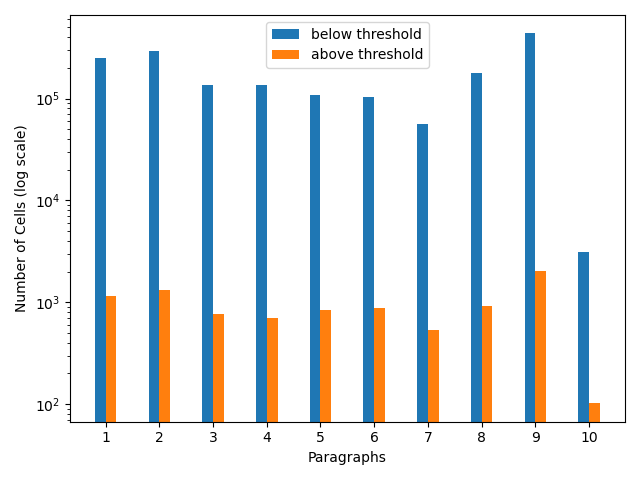 below threshold
above threshold
Number of Cells (log scale)
10^5
10^4
10^3
10^2
1 2 3 4 5 6 7 8 9 10
Paragraphs